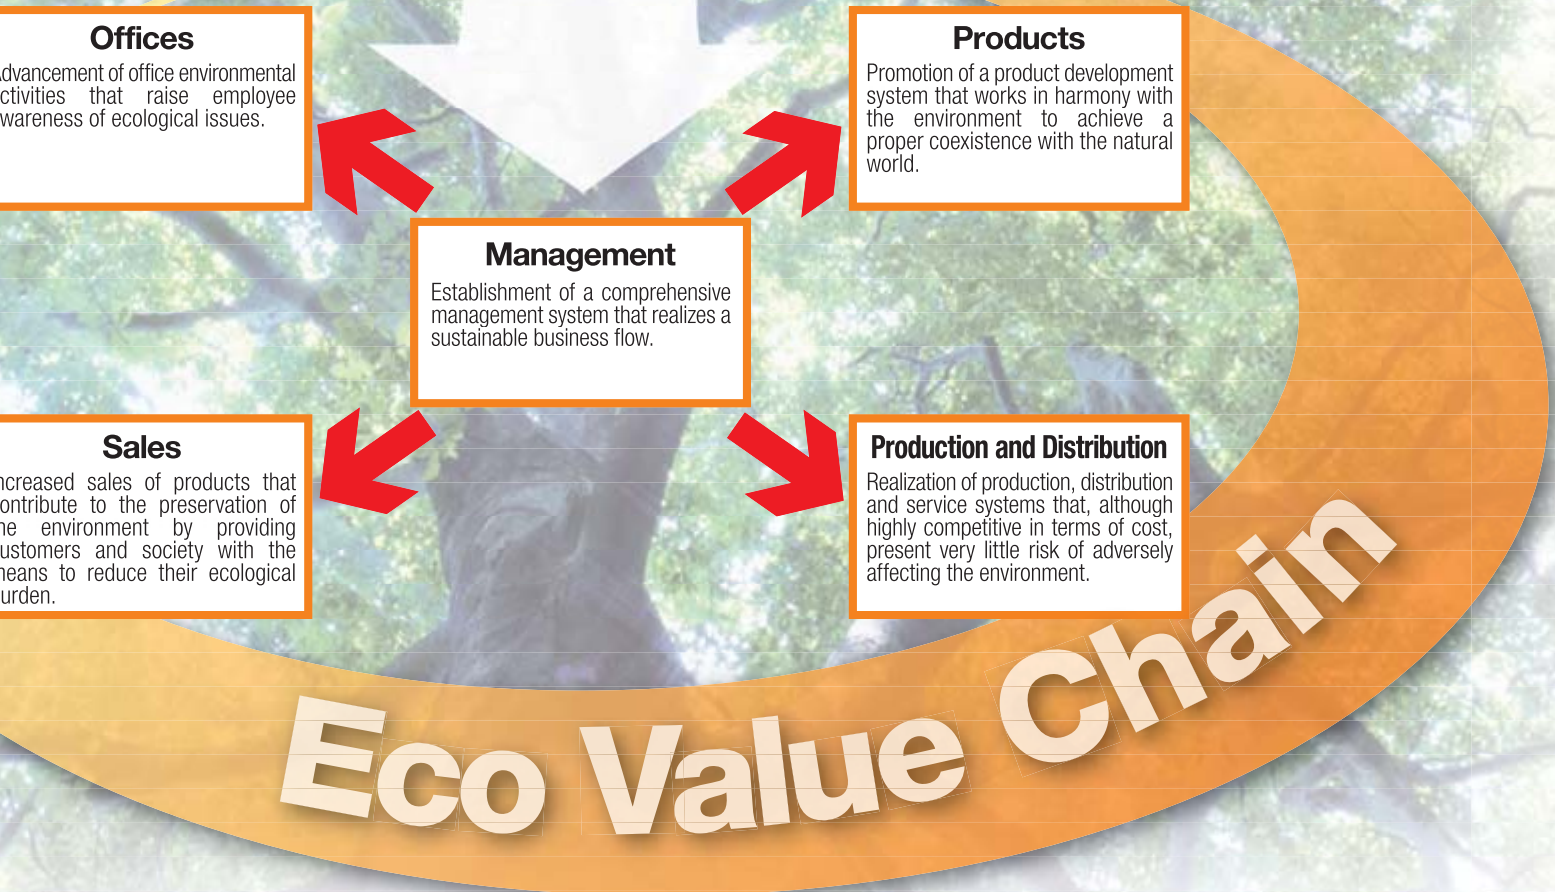 Offices
Advancement of office environmental
ctivities that raise employee
wareness of ecological issues.
Products
Promotion of a product development
system that works in harmony with
the environment to achieve a
proper coexistence with the natural
world.
Management
Establishment of a comprehensive
management system that realizes a
sustainable business flow.
Sales
ncreased sales of products that
ontribute to the preservation of
he environment by providing
ustomers and society with the
means to reduce their ecological
urden.
Production and Distribution
Realization of production, distribution
and service systems that, although
highly competitive in terms of cost,
present very little risk of adversely
affecting the environment.
Eco Value Chain